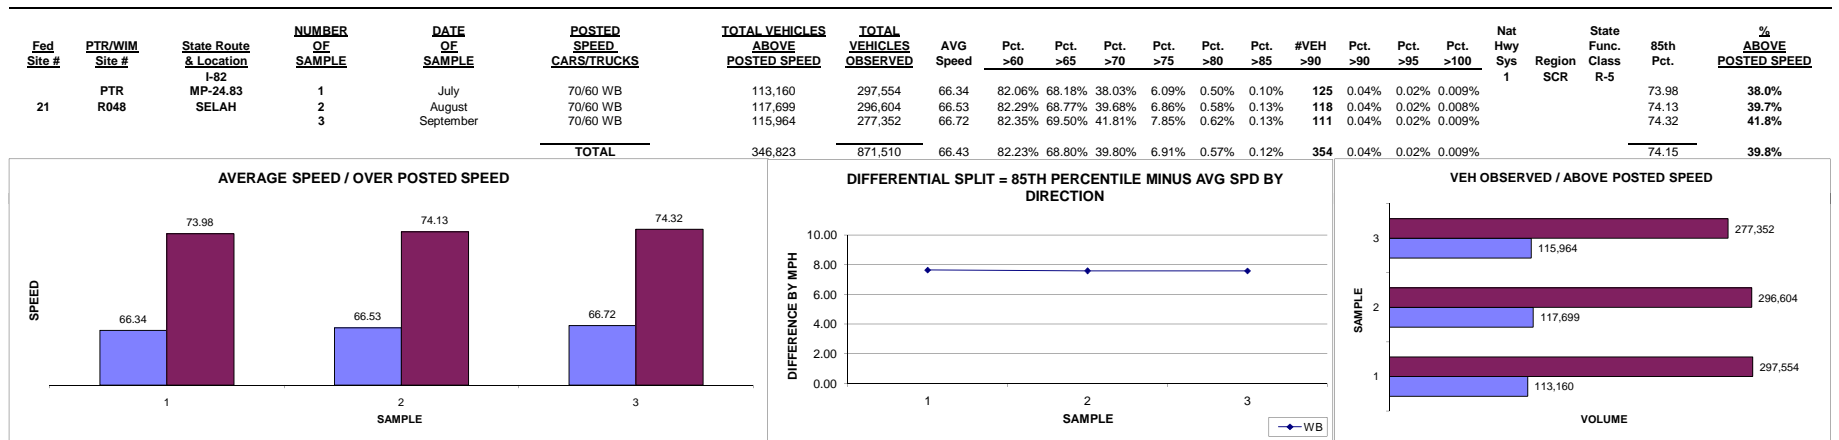 Fed Site # PTR/WIM Site # State Route & Location NUMBER OF SAMPLE DATE OF SAMPLE POSTED SPEED CARS/TRUCKS TOTAL VEHICLES ABOVE POSTED SPEED TOTAL VEHICLES OBSERVED AVG Speed Pct. >60 Pct. >65 Pct. >70 Pct. >75 Pct. >80 Pct. >85 #VEH >90 Pct. >90 Pct. >95 Pct. >100 Nat Hwy Sys Region State Func. Class 85th Pct. % ABOVE POSTED SPEED
I-82 1 SCR R-5
PTR MP-24.83 1 July 70/60 WB 113,160 297,554 66.34 82.06% 68.18% 38.03% 6.09% 0.50% 0.10% 125 0.04% 0.02% 0.009% 73.98 38.0%
21 R048 SELAH 2 August 70/60 WB 117,699 296,604 66.53 82.29% 68.77% 39.68% 6.86% 0.58% 0.13% 118 0.04% 0.02% 0.008% 74.13 39.7%
3 September 70/60 WB 115,964 277,352 66.72 82.35% 69.50% 41.81% 7.85% 0.62% 0.13% 111 0.04% 0.02% 0.009% 74.32 41.8%
TOTAL 346,823 871,510 66.43 82.23% 68.80% 39.80% 6.91% 0.57% 0.12% 354 0.04% 0.02% 0.009% 74.15 39.8%
AVERAGE SPEED / OVER POSTED SPEED
SPEED
66.34 73.98 66.53 74.13 66.72 74.32
1 2 3
SAMPLE
DIFFERENTIAL SPLIT = 85TH PERCENTILE MINUS AVG SPD BY
DIRECTION
DIFFERENCE BY MPH
10.00
8.00
6.00
4.00
2.00
0.00
1 2 3
SAMPLE
WB
VEH OBSERVED / ABOVE POSTED SPEED
SAMPLE
277,352
3
115,964
296,604
2
117,699
297,554
1
113,160
VOLUME